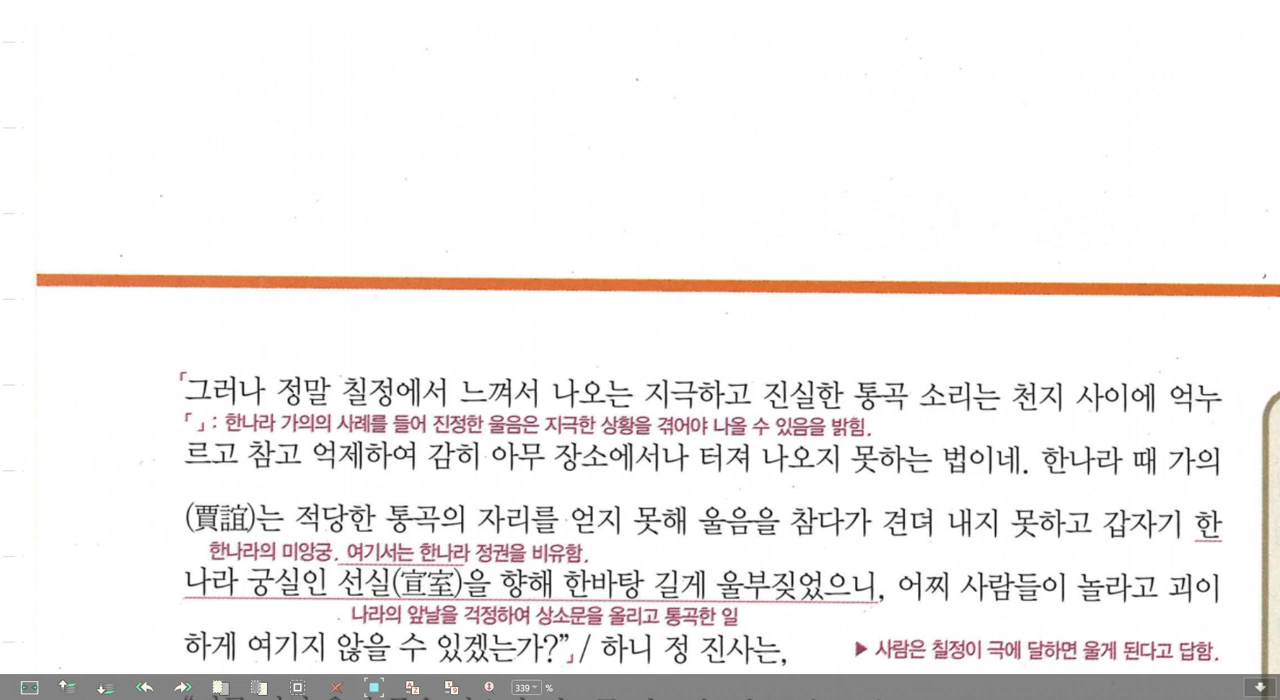 「그러나 정말 칠정에서 느껴서 나오는 지극하고 진실한 통곡 소리는 천지 사이에 억누
「 」: 한나라 가의의 사례를 들어 진정한 울음은 지극한 상황을 겪어야 나올 수 있음을 밝힘.
르고 참고 억제하여 감히 아무 장소에서나 터져 나오지 못하는 법이네. 한나라 때 가의
(賈誼)는 적당한 통곡의 자리를 얻지 못해 울음을 참다가 견뎌 내지 못하고 갑자기 한
한나라의 미앙궁. 여기서는 한나라 정권을 비유함.
나라 궁실인 선실(宣室)을 향해 한바탕 길게 울부짖었으니, 어찌 사람들이 놀라고 괴이
나라의 앞날을 걱정하여 상소문을 올리고 통곡한 일
하게 여기지 않을 수 있겠는가?”」/ 하니 정 진사는,
▶ 사람은 칠정이 극에 달하면 울게 된다고 답함.
339 %